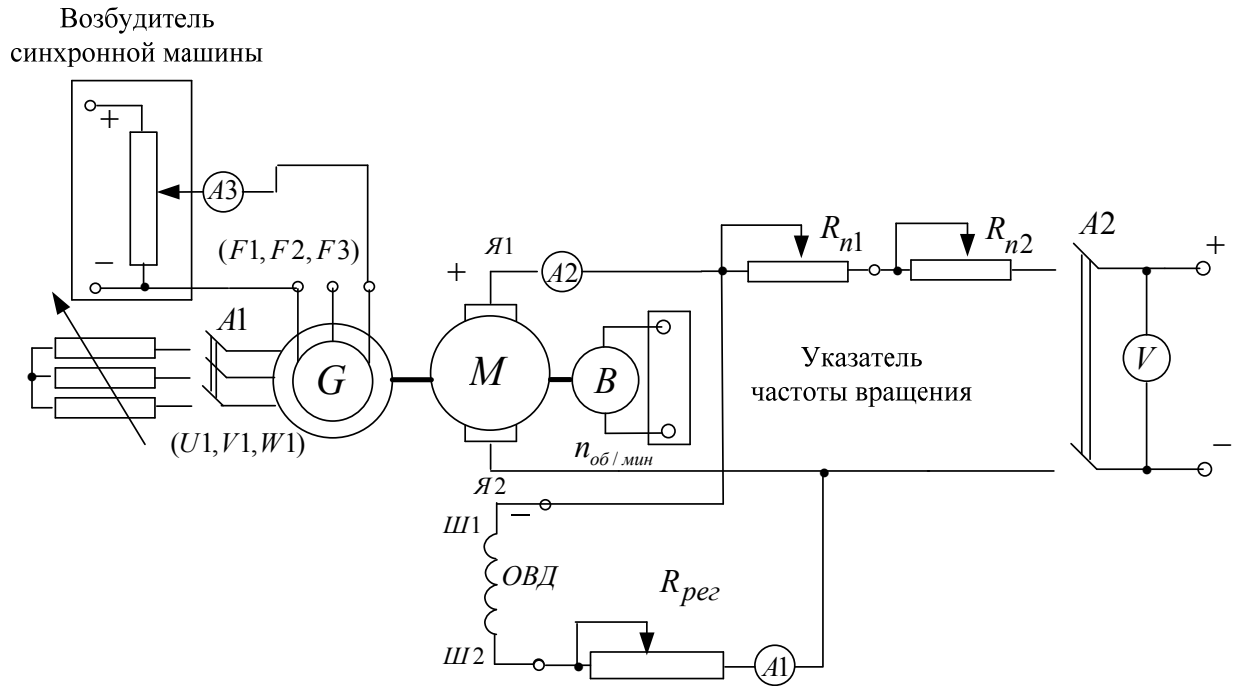 Возбудитель
синхронной машины
+
A3
–
(F1, F2, F3)
A1
(U1, V1, W1)
G
Я1
+
A2
M
Я2
B
n об / мин
R п1
R п2
A2
+
V
–
Указатель
частоты вращения
Ш1
–
ОВД
Ш2
R рег
A1